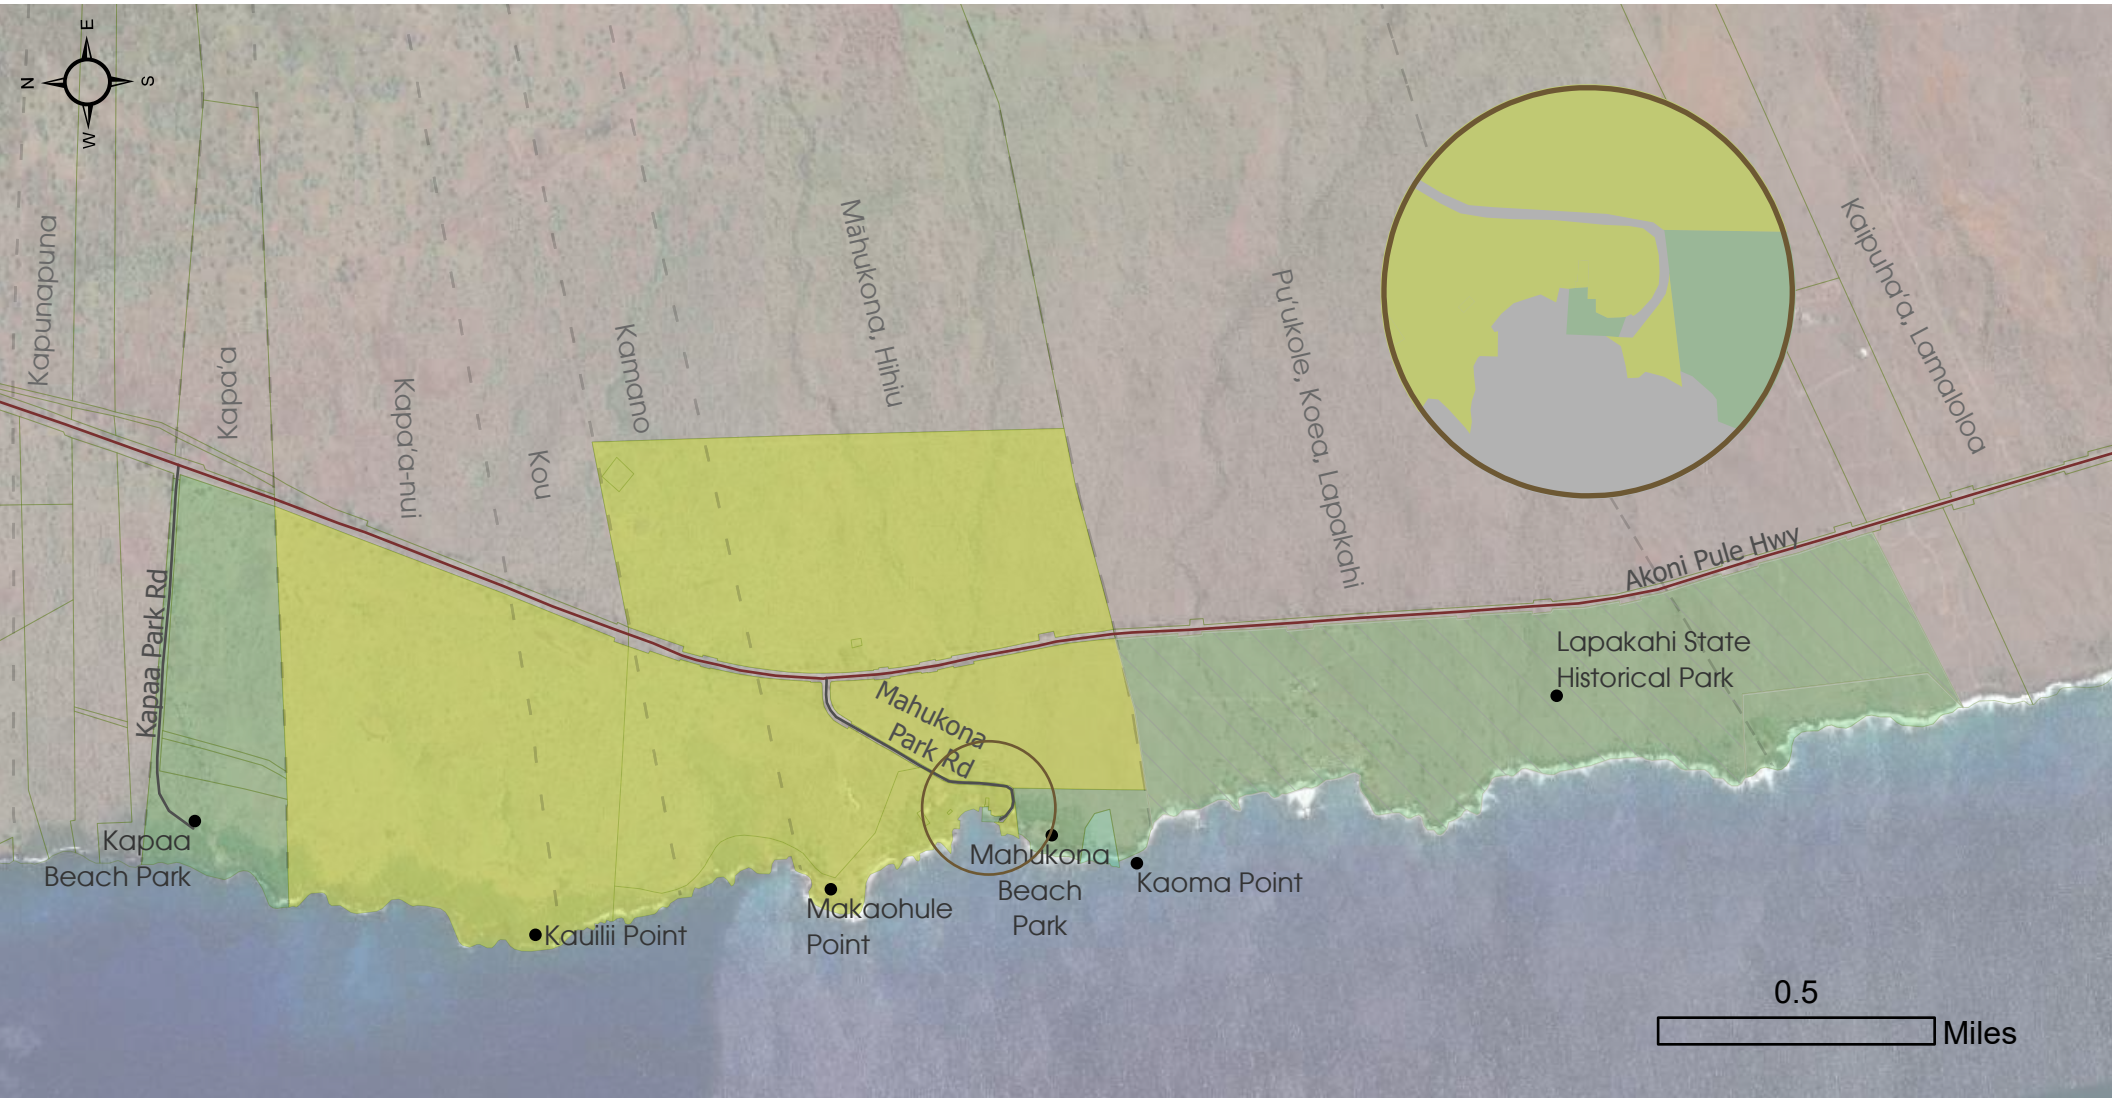 E
N
S
W
Kapunapuna
Kapa'a
Kapa'a-nui
Kou
Kamano
Māhukona, Hihiu
Pu'ukole, Koea, Lapakahi
Kaipuha'a, Lamaloloa
Akoni Pule Hwy
Kapaa Park Rd
Mahukona
Park Rd
Lapakahi State
Historical Park
Kapaa
Beach Park
Kauilii Point
Makaohule
Point
Mahukona
Beach
Park
Kaoma Point
0.5
Miles